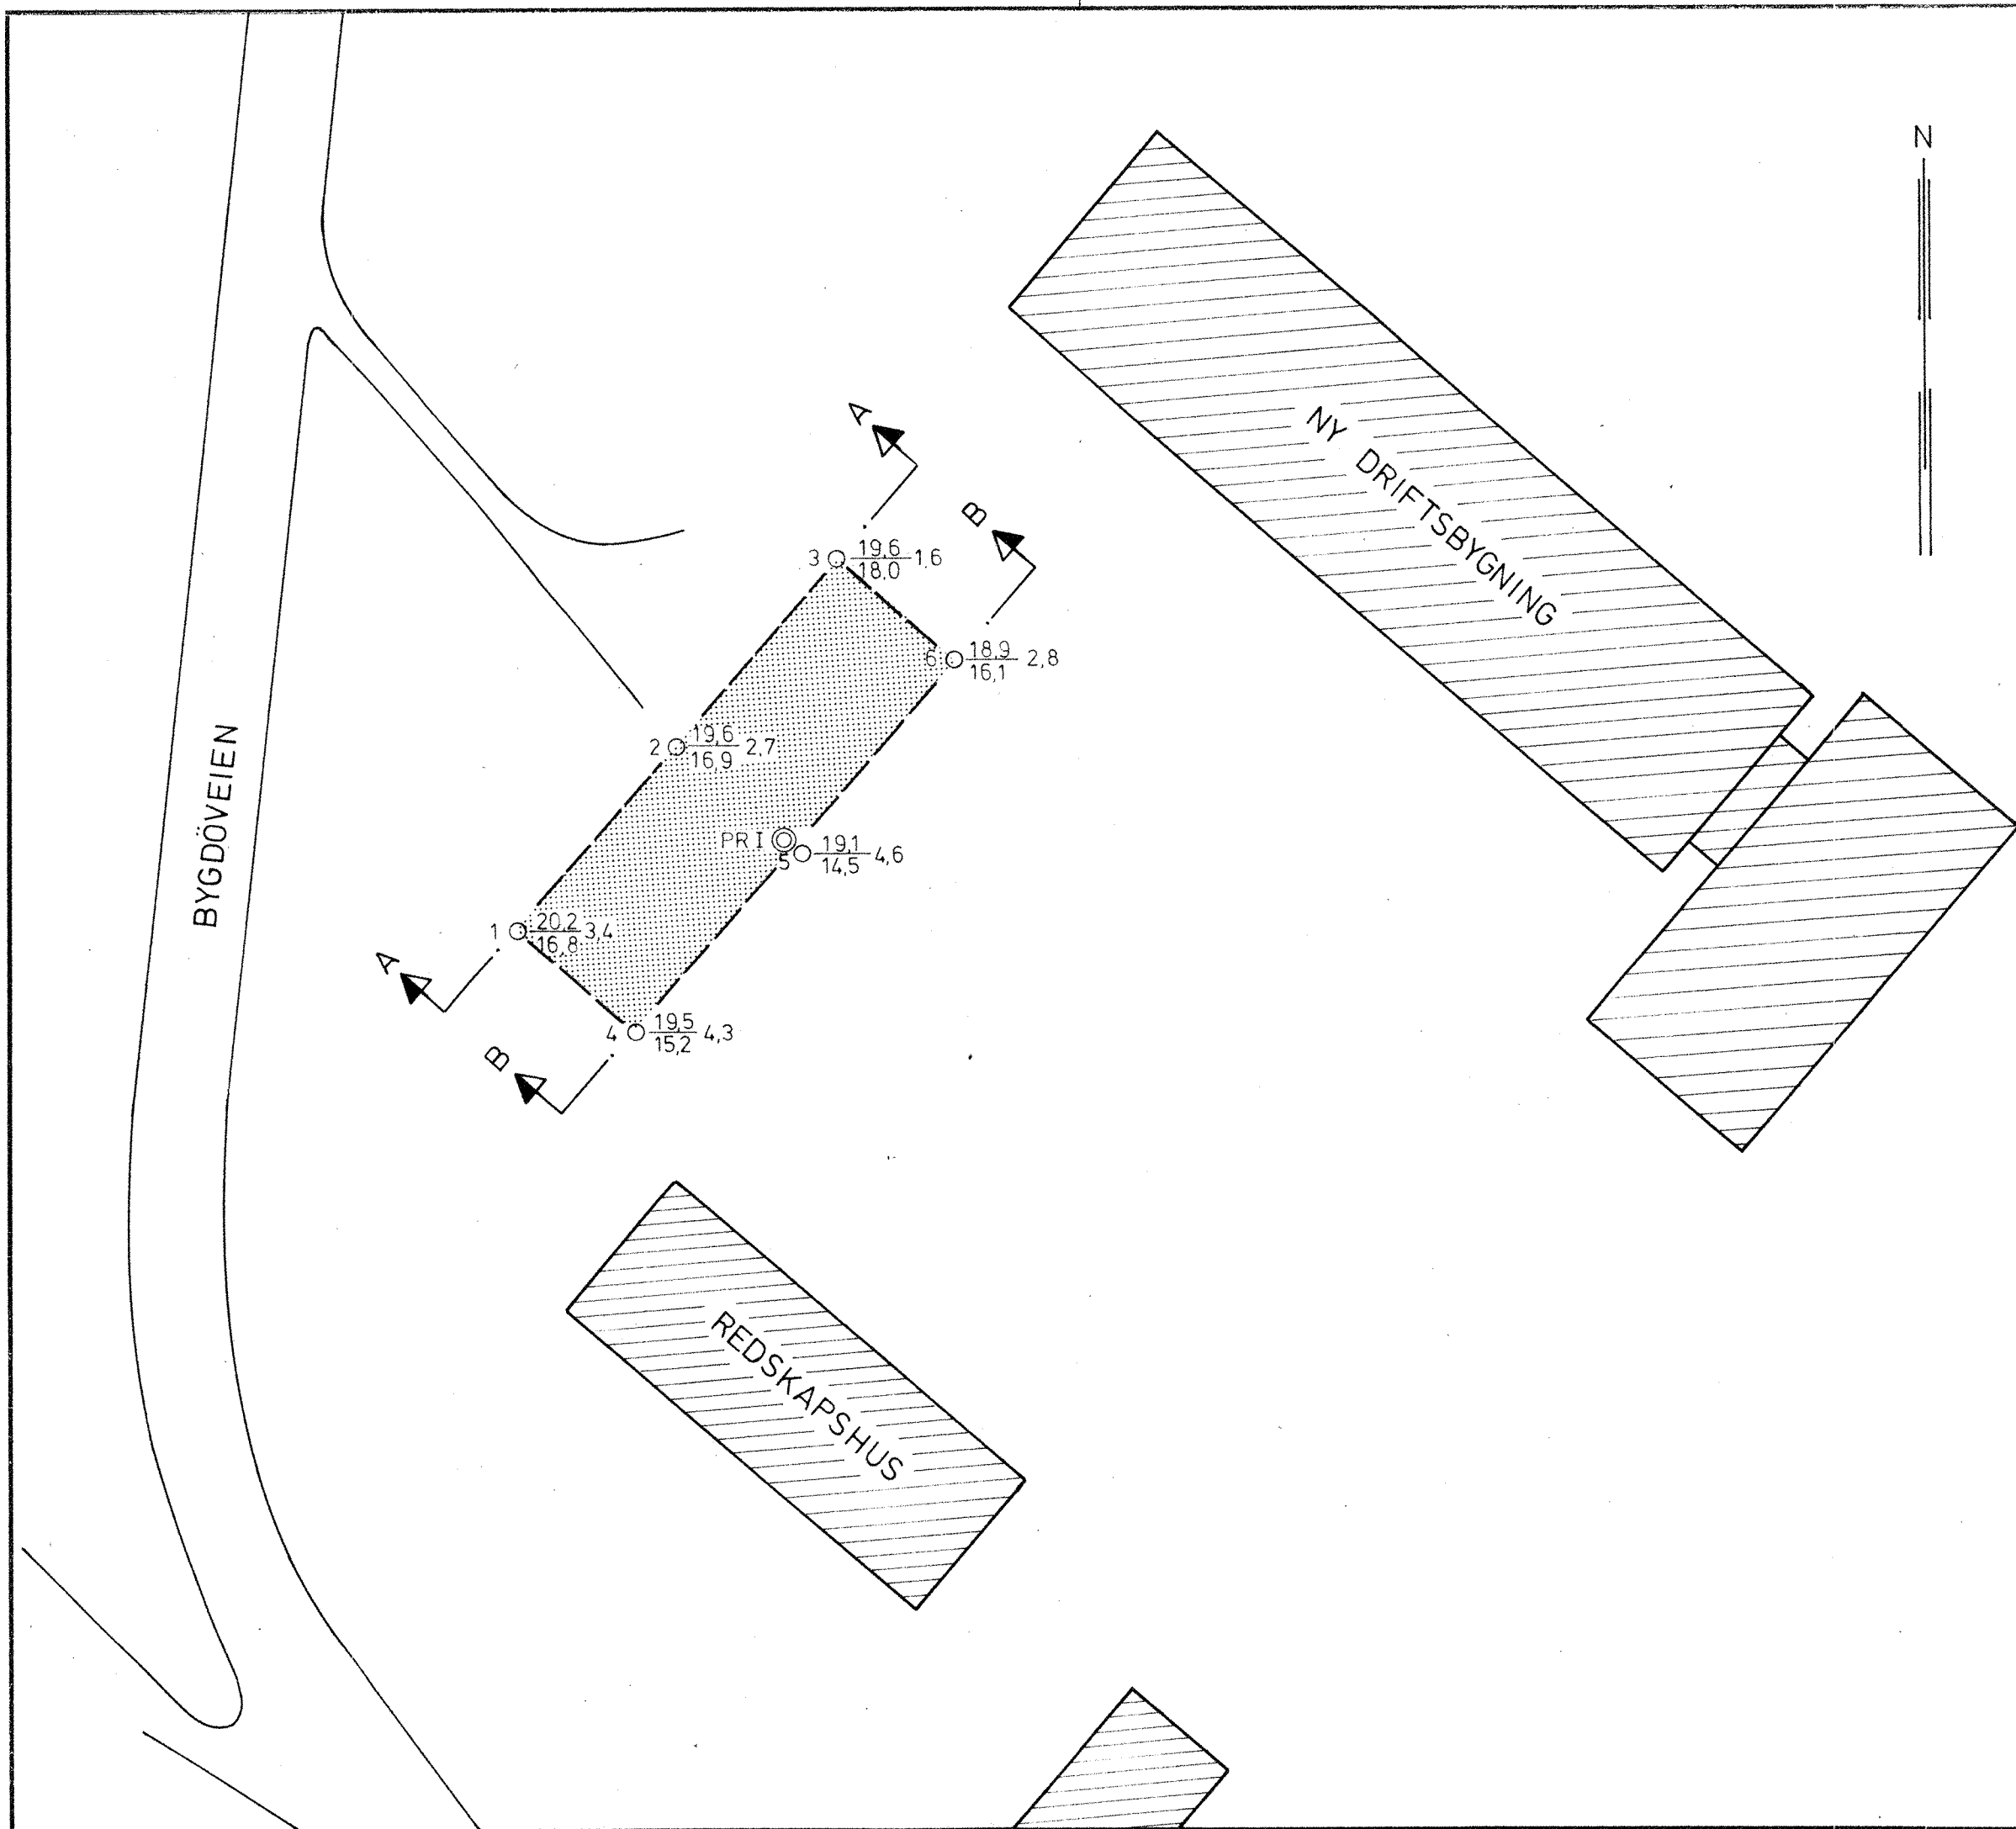 N
A
B
NY DRIFTSBYGNING
3 19,6 1,6
18,0
6 18,9 2,8
16,1
2 19,6 2,7
16,9
BYGDÖVEIEN
PR I
5 19,1 4,6
14,5
1 20,2 3,4
16,8
A
4 19,5 4,3
15,2
B
REDSKAPSHUS